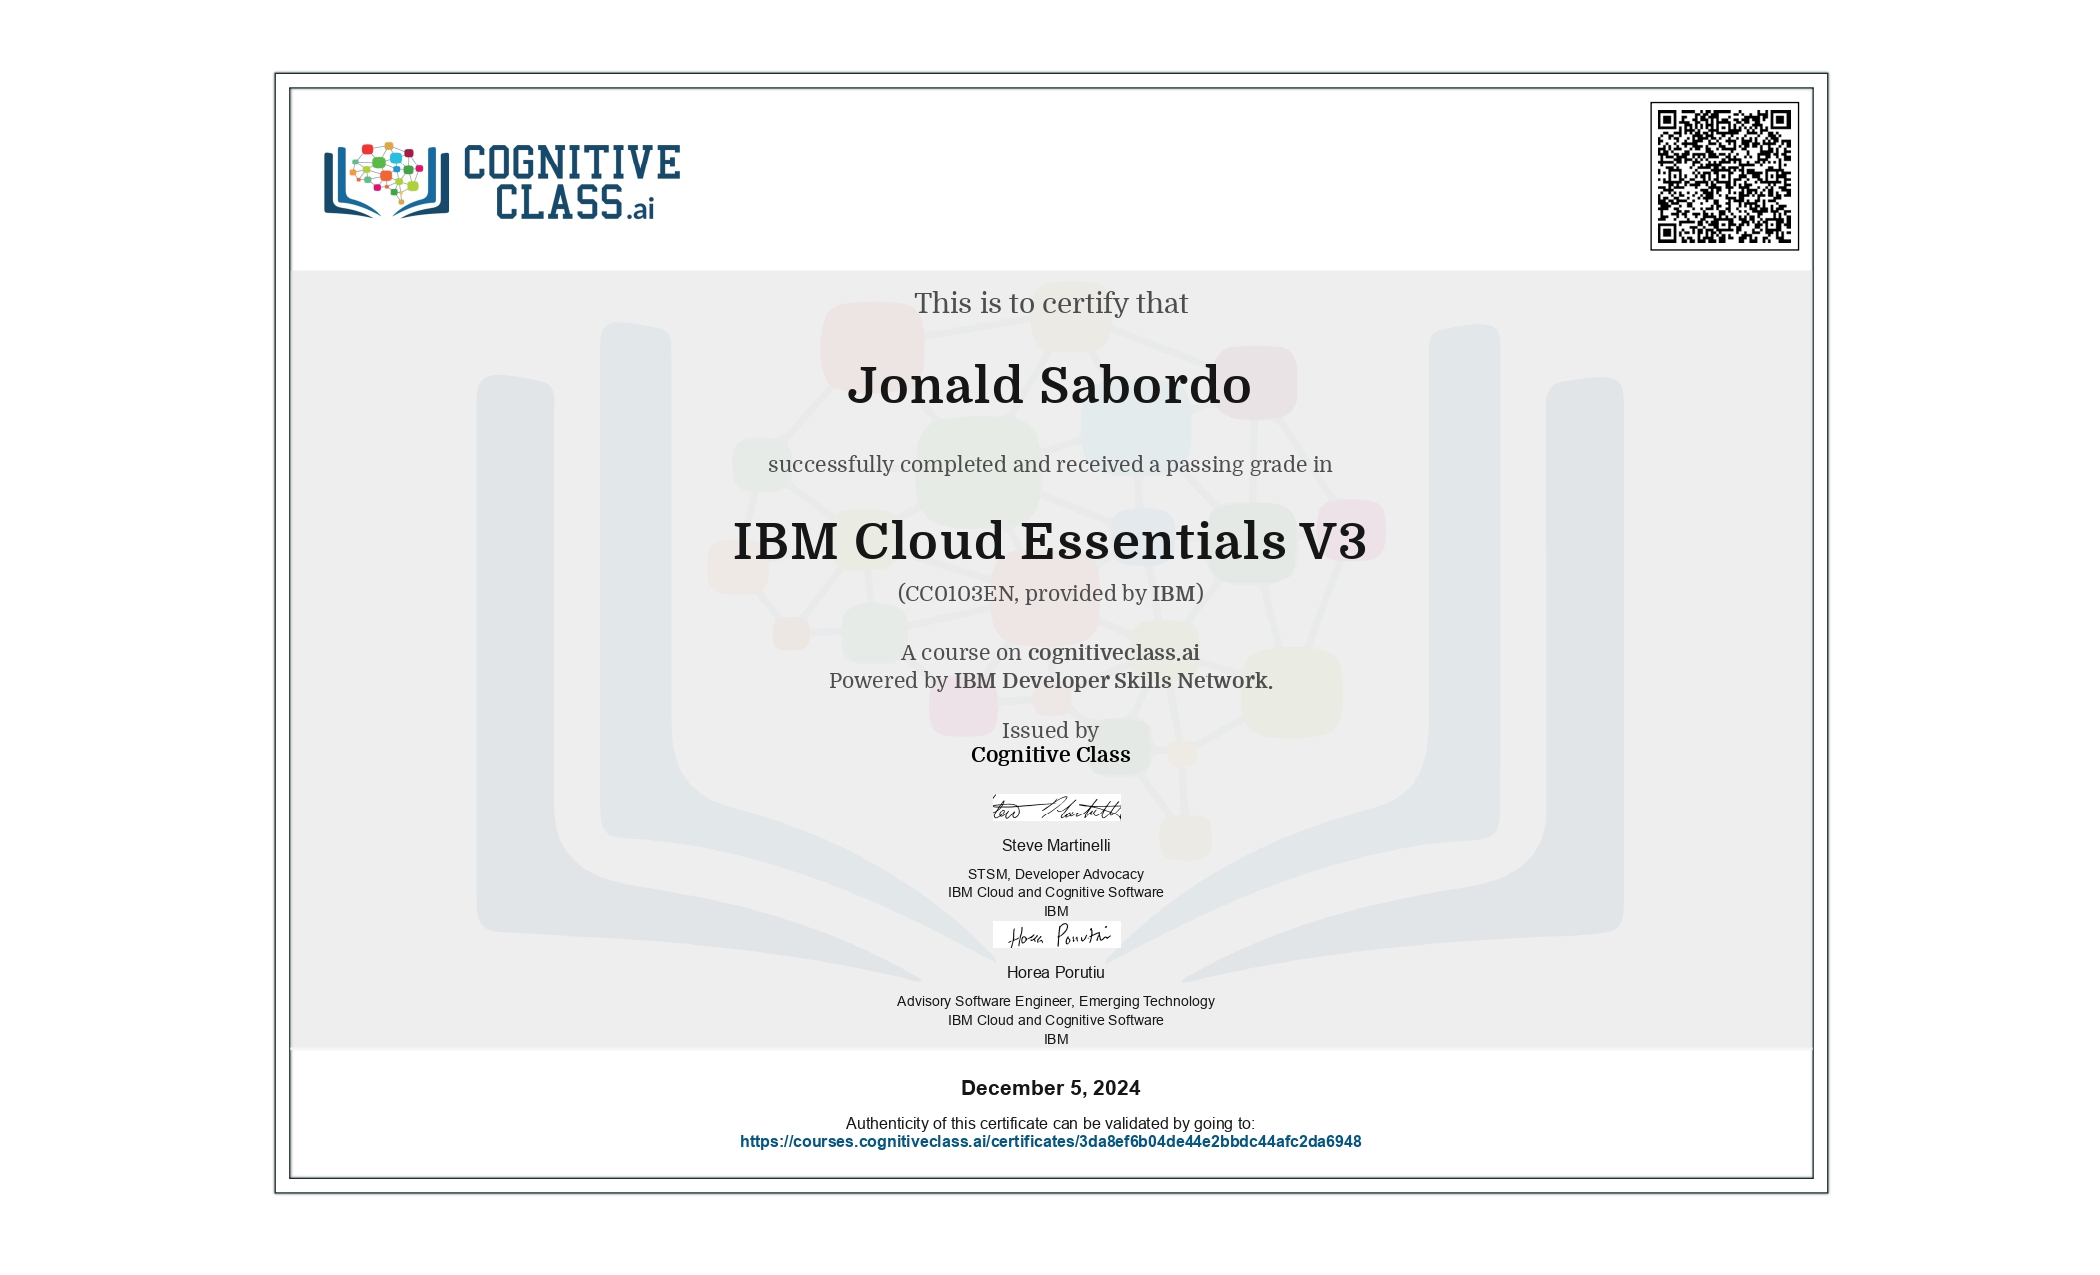 COGNITIVE
CLASS.ai
This is to certify that
Jonald Sabordo
successfully completed and received a passing grade in
IBM Cloud Essentials V3
(CC0103EN, provided by IBM)
A course on cognitiveclass.ai
Powered by IBM Developer Skills Network.
Issued by
Cognitive Class
Steve Martinelli
STSM, Developer Advocacy
IBM Cloud and Cognitive Software
IBM
Horea Porutiu
Horea Porutiu
Advisory Software Engineer, Emerging Technology
IBM Cloud and Cognitive Software
IBM
December 5, 2024
Authenticity of this certificate can be validated by going to:
https://courses.cognitiveclass.ai/certificates/3da8ef6b04de44e2bbdc44afc2da6948